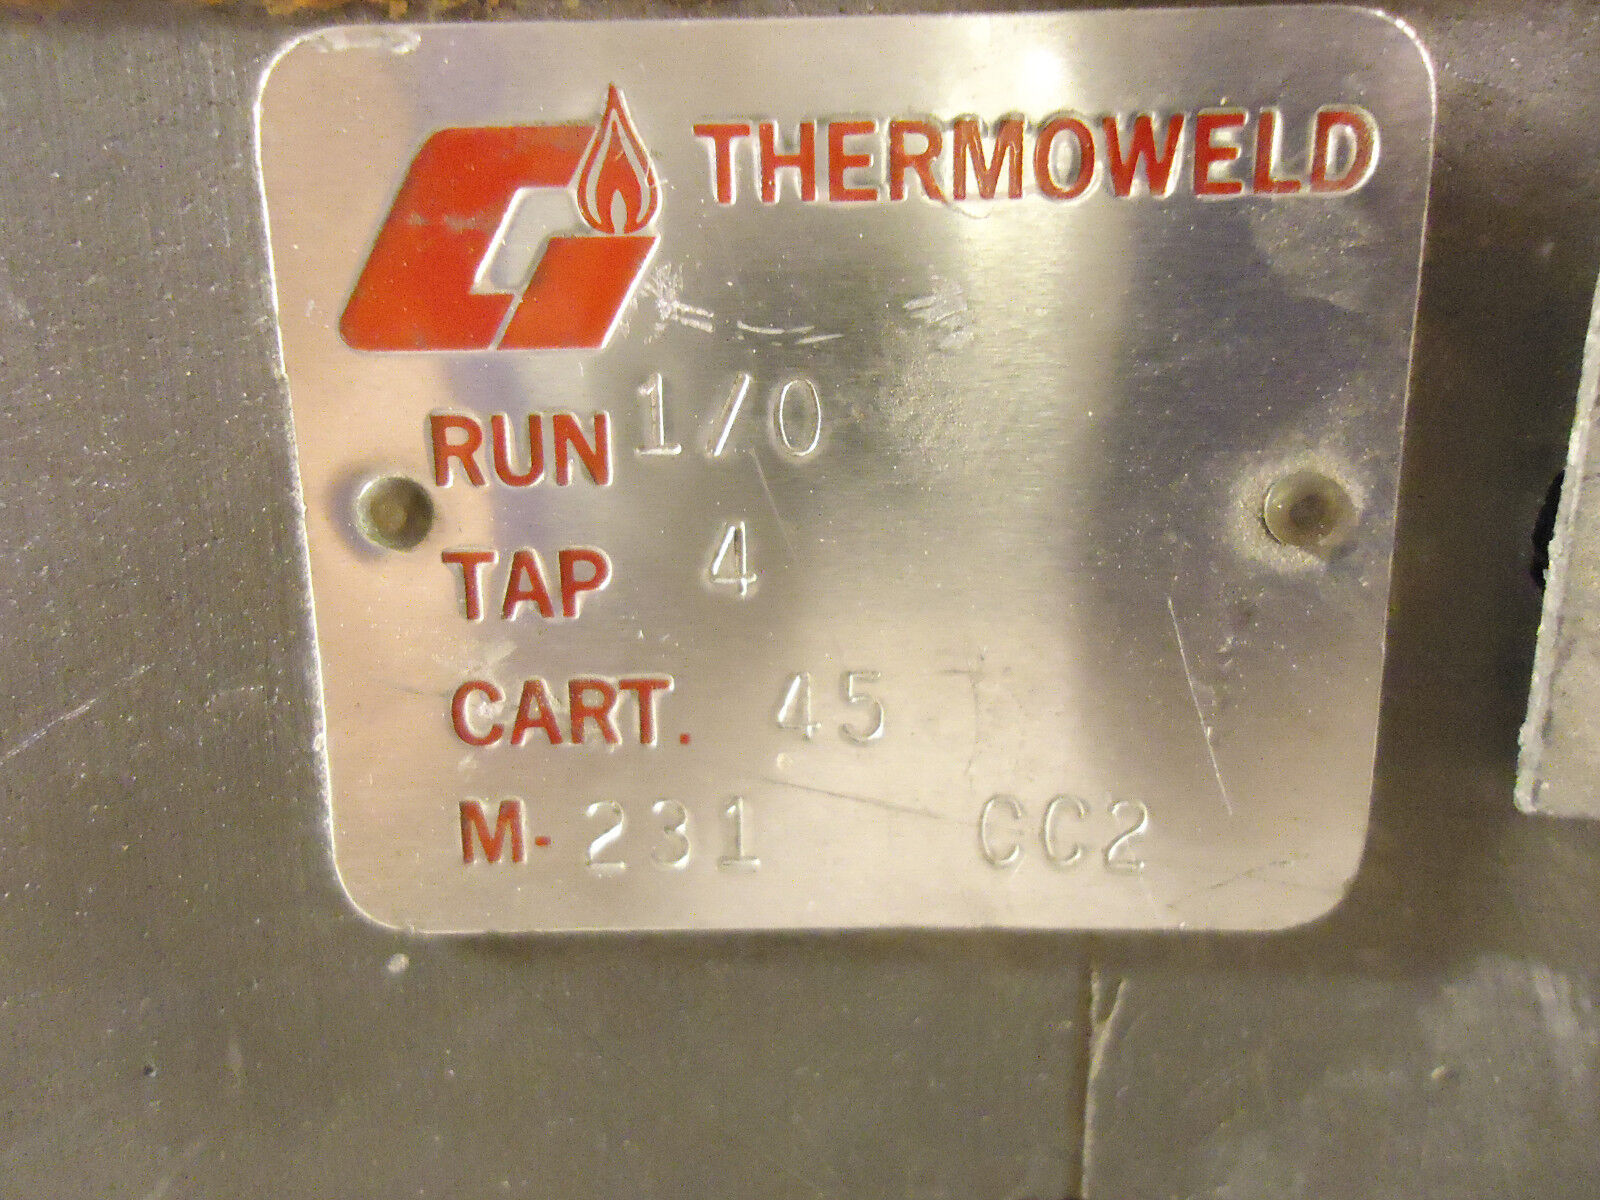 THERMOWELD
RUN 1/0
TAP 4
CART. 45
M-231 CC2